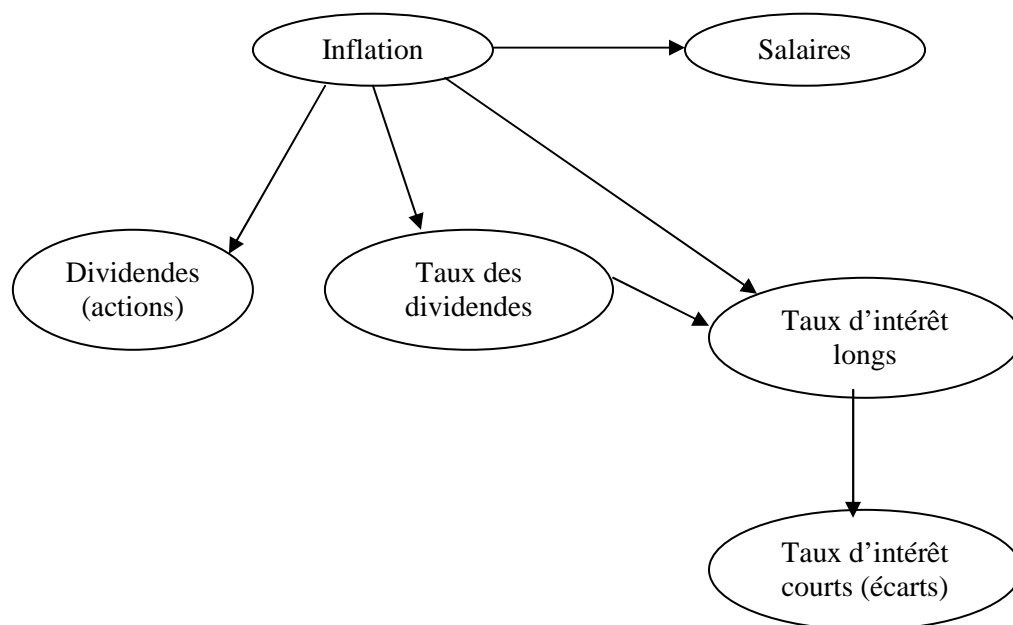 Inflation
Salaires
Dividendes
(actions)
Taux des
dividendes
Taux d'intérêt
longs
Taux d'intérêt
courts (écarts)